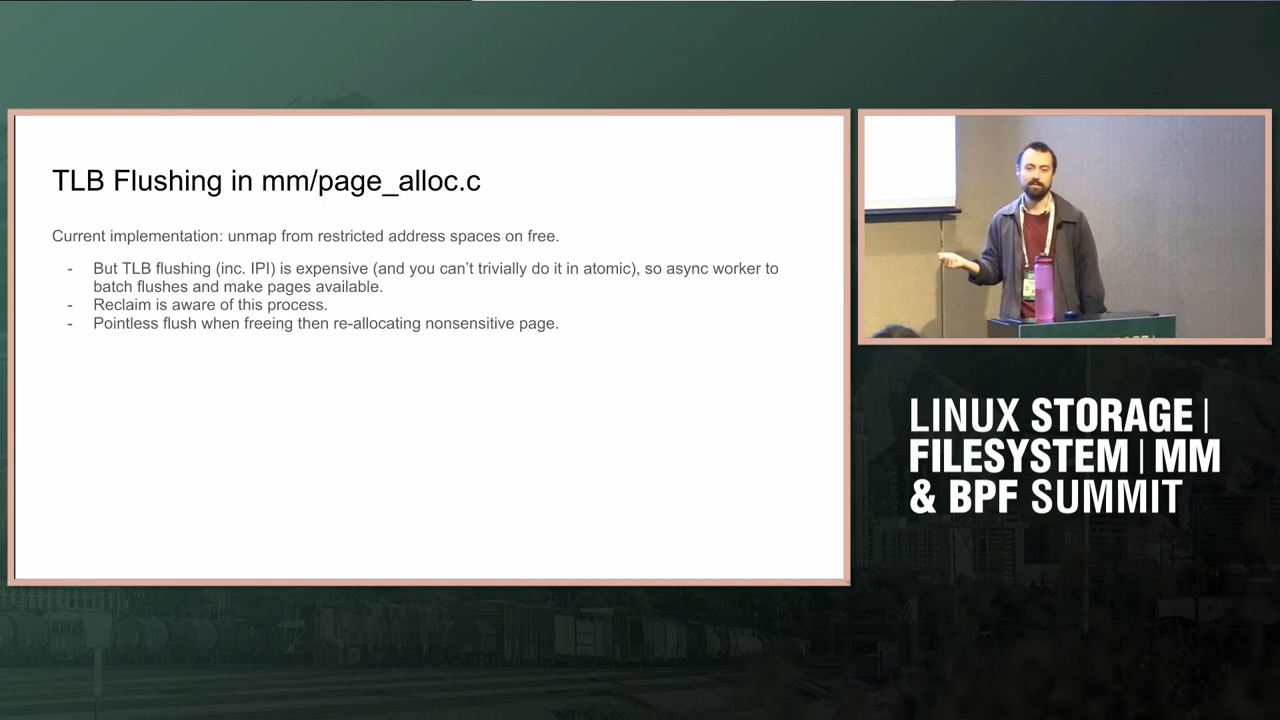 TLB Flushing in mm/page_alloc.c
Current implementation: unmap from restricted address spaces on free.
- But TLB flushing (inc. IPI) is expensive (and you can't trivially do it in atomic), so async worker to
batch flushes and make pages available.
- Reclaim is aware of this process.
- Pointless flush when freeing then re-allocating nonsensitive page.
LINUX STORAGE |
FILESYSTEM | MM
& BPF SUMMIT